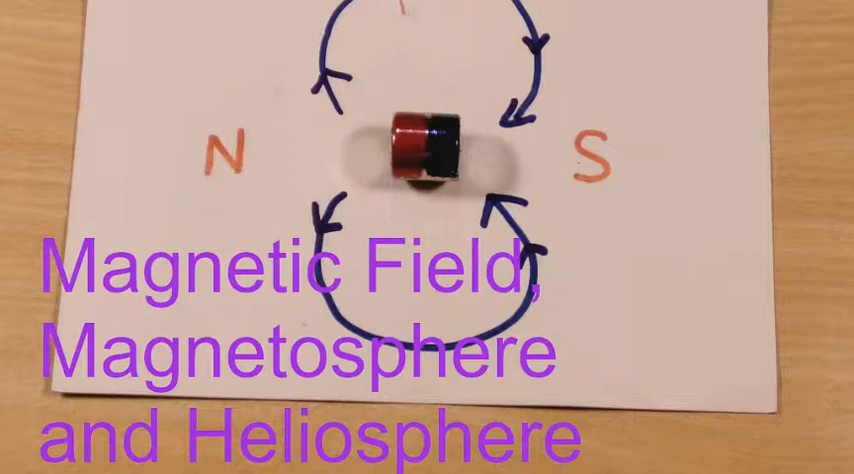 N
S
Magnetic Field,
Magnetosphere
and Heliosphere